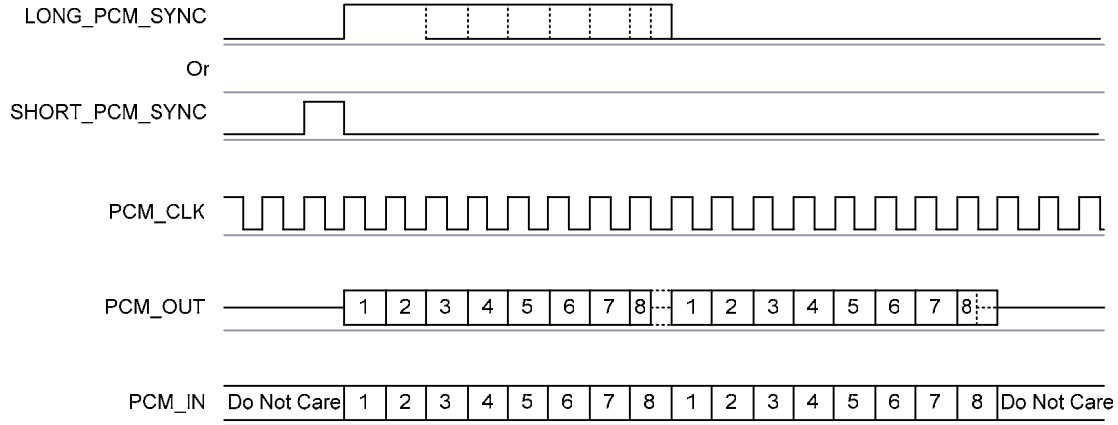 LONG_PCM_SYNC
Or
SHORT_PCM_SYNC
PCM_CLK
PCM_OUT 1 2 3 4 5 6 7 8 1 2 3 4 5 6 7 8
PCM_IN Do Not Care 1 2 3 4 5 6 7 8 1 2 3 4 5 6 7 8 Do Not Care